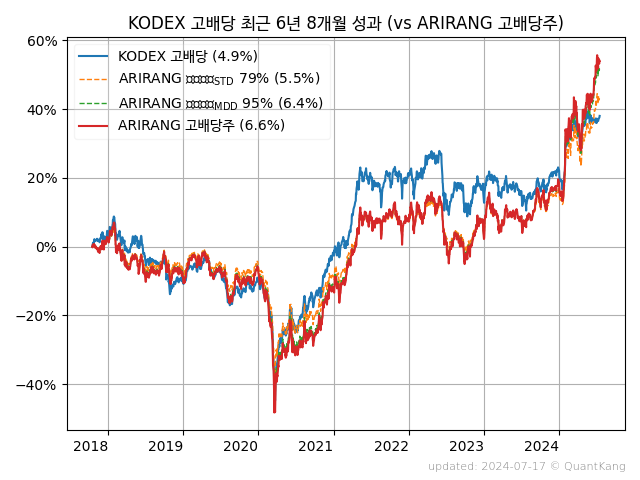 KODEX 고배당 최근 6년 8개월 성과 (vs ARIRANG 고배당주)
60%
40%
20%
0%
−20%
−40%
KODEX 고배당 (4.9%)
ARIRANG □□□□STD 79% (5.5%)
ARIRANG □□□□MDD 95% (6.4%)
ARIRANG 고배당주 (6.6%)
2018 2019 2020 2021 2022 2023 2024
updated: 2024-07-17 © QuantKang